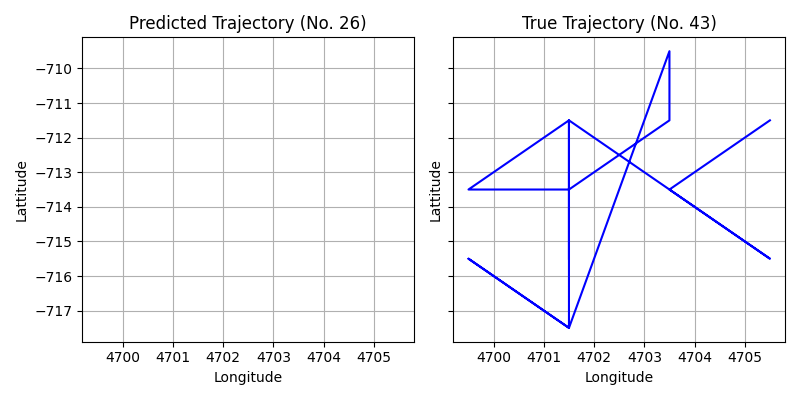 Predicted Trajectory (No. 26)
True Trajectory (No. 43)
−710
−711
−712
−713
−714
−715
−716
−717
Lattitude
Lattitude
4700 4701 4702 4703 4704 4705
4700 4701 4702 4703 4704 4705
Longitude
Longitude